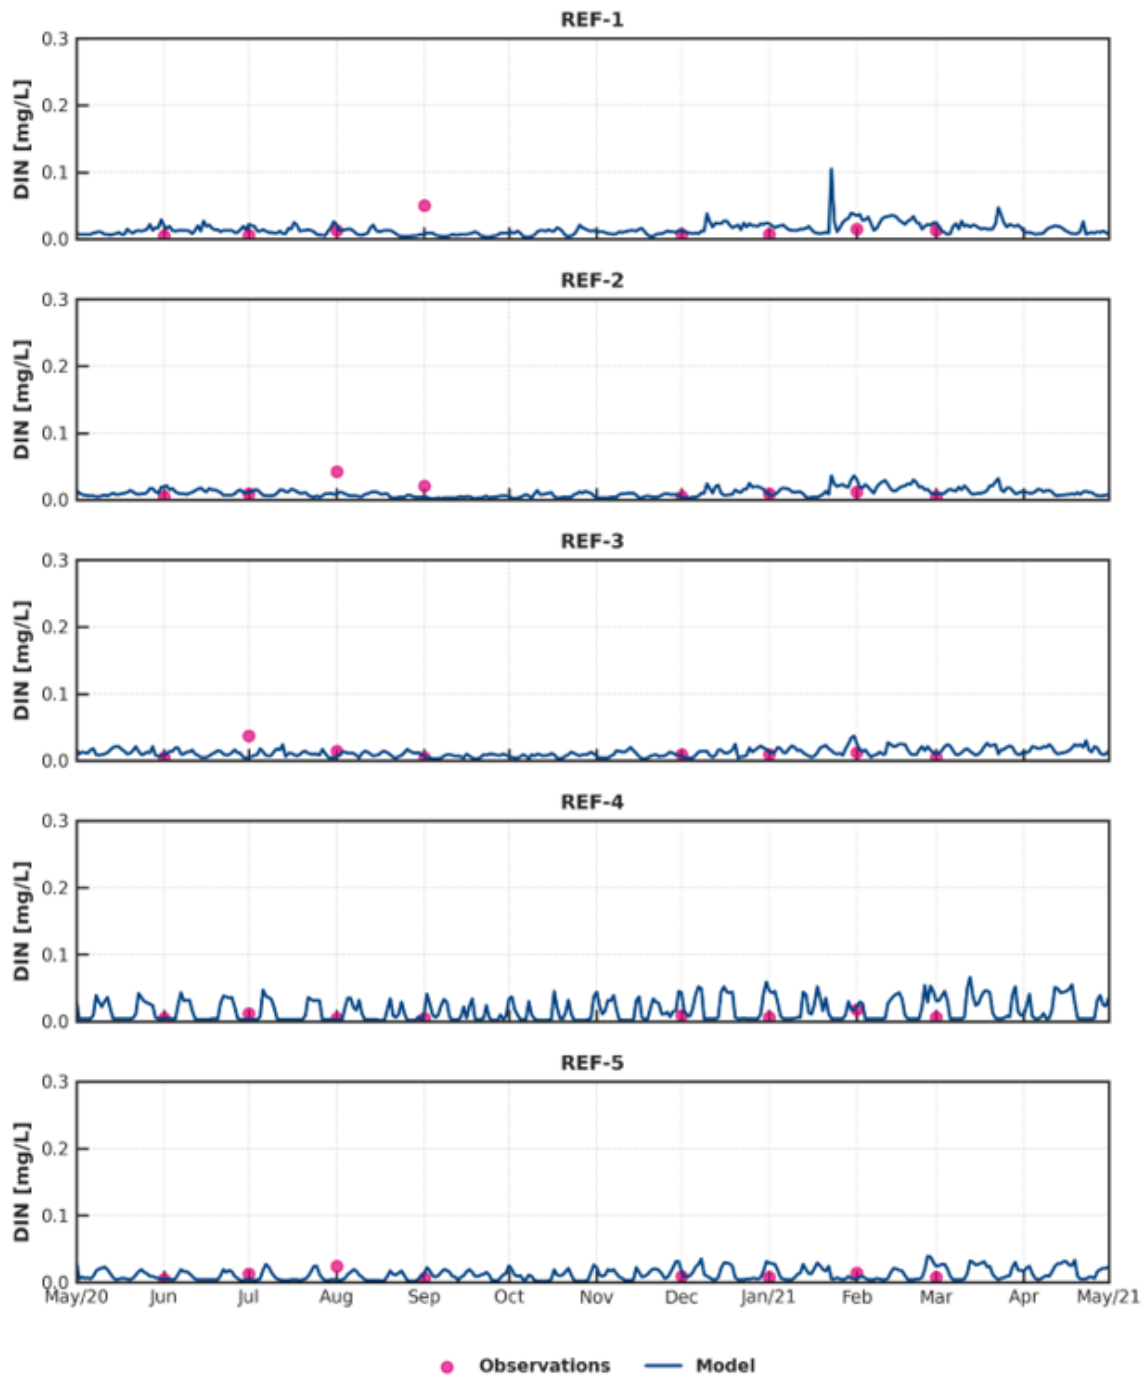 REF-1
DIN [mg/L]
0.3
0.2
0.1
0.0
REF-2
DIN [mg/L]
0.3
0.2
0.1
0.0
REF-3
DIN [mg/L]
0.3
0.2
0.1
0.0
REF-4
DIN [mg/L]
0.3
0.2
0.1
0.0
REF-5
DIN [mg/L]
0.3
0.2
0.1
0.0
May/20 Jun Jul Aug Sep Oct Nov Dec Jan/21 Feb Mar Apr May/21
Observations Model